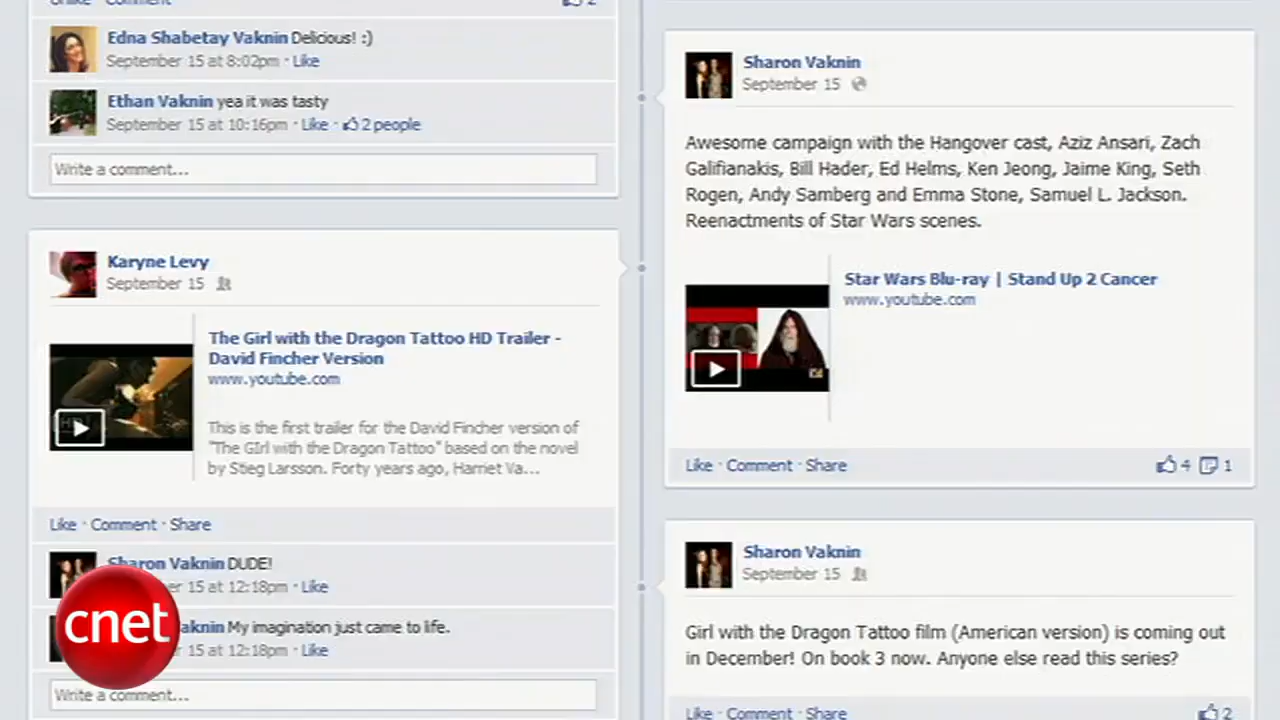 Unlike · Comment
2
Edna Shabetay Vaknin Delicious! :)
September 15 at 8:02pm · Like
Ethan Vaknin yea it was tasty
September 15 at 10:16pm · Like · 2 people
Write a comment...
Karyne Levy
September 15
The Girl with the Dragon Tattoo HD Trailer -
David Fincher Version
www.youtube.com
This is the first trailer for the David Fincher version of
"The GIrl with the Dragon Tattoo" based on the novel
by Stieg Larsson. Forty years ago, Harriet Va...
Like · Comment · Share
Sharon Vaknin DUDE!
r 15 at 12:18pm · Like
aknin My imagination just came to life.
r 15 at 12:18pm · Like
Write a comment...
cnet
Sharon Vaknin
September 15
Awesome campaign with the Hangover cast, Aziz Ansari, Zach
Galifianakis, Bill Hader, Ed Helms, Ken Jeong, Jaime King, Seth
Rogen, Andy Samberg and Emma Stone, Samuel L. Jackson.
Reenactments of Star Wars scenes.
Star Wars Blu-ray | Stand Up 2 Cancer
www.youtube.com
Like · Comment · Share
4 1
Sharon Vaknin
September 15
Girl with the Dragon Tattoo film (American version) is coming out
in December! On book 3 now. Anyone else read this series?
Like · Comment · Share
2